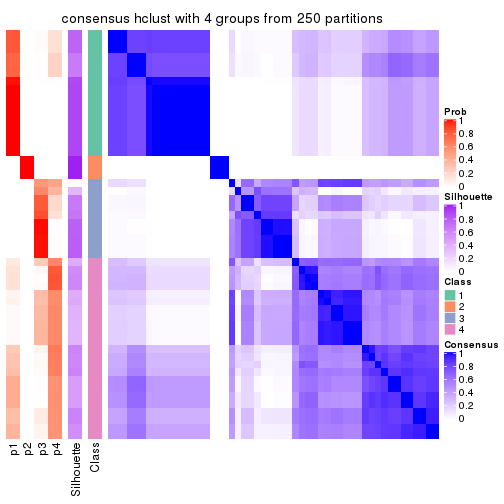 consensus hclust with 4 groups from 250 partitions
Prob
1
0.8
0.6
0.4
0.2
0
Silhouette
1
0.8
0.6
0.4
0.2
0
Class
1
2
3
4
Consensus
1
0.8
0.6
0.4
0.2
0
p1
p2
p3
p4
Silhouette
Class